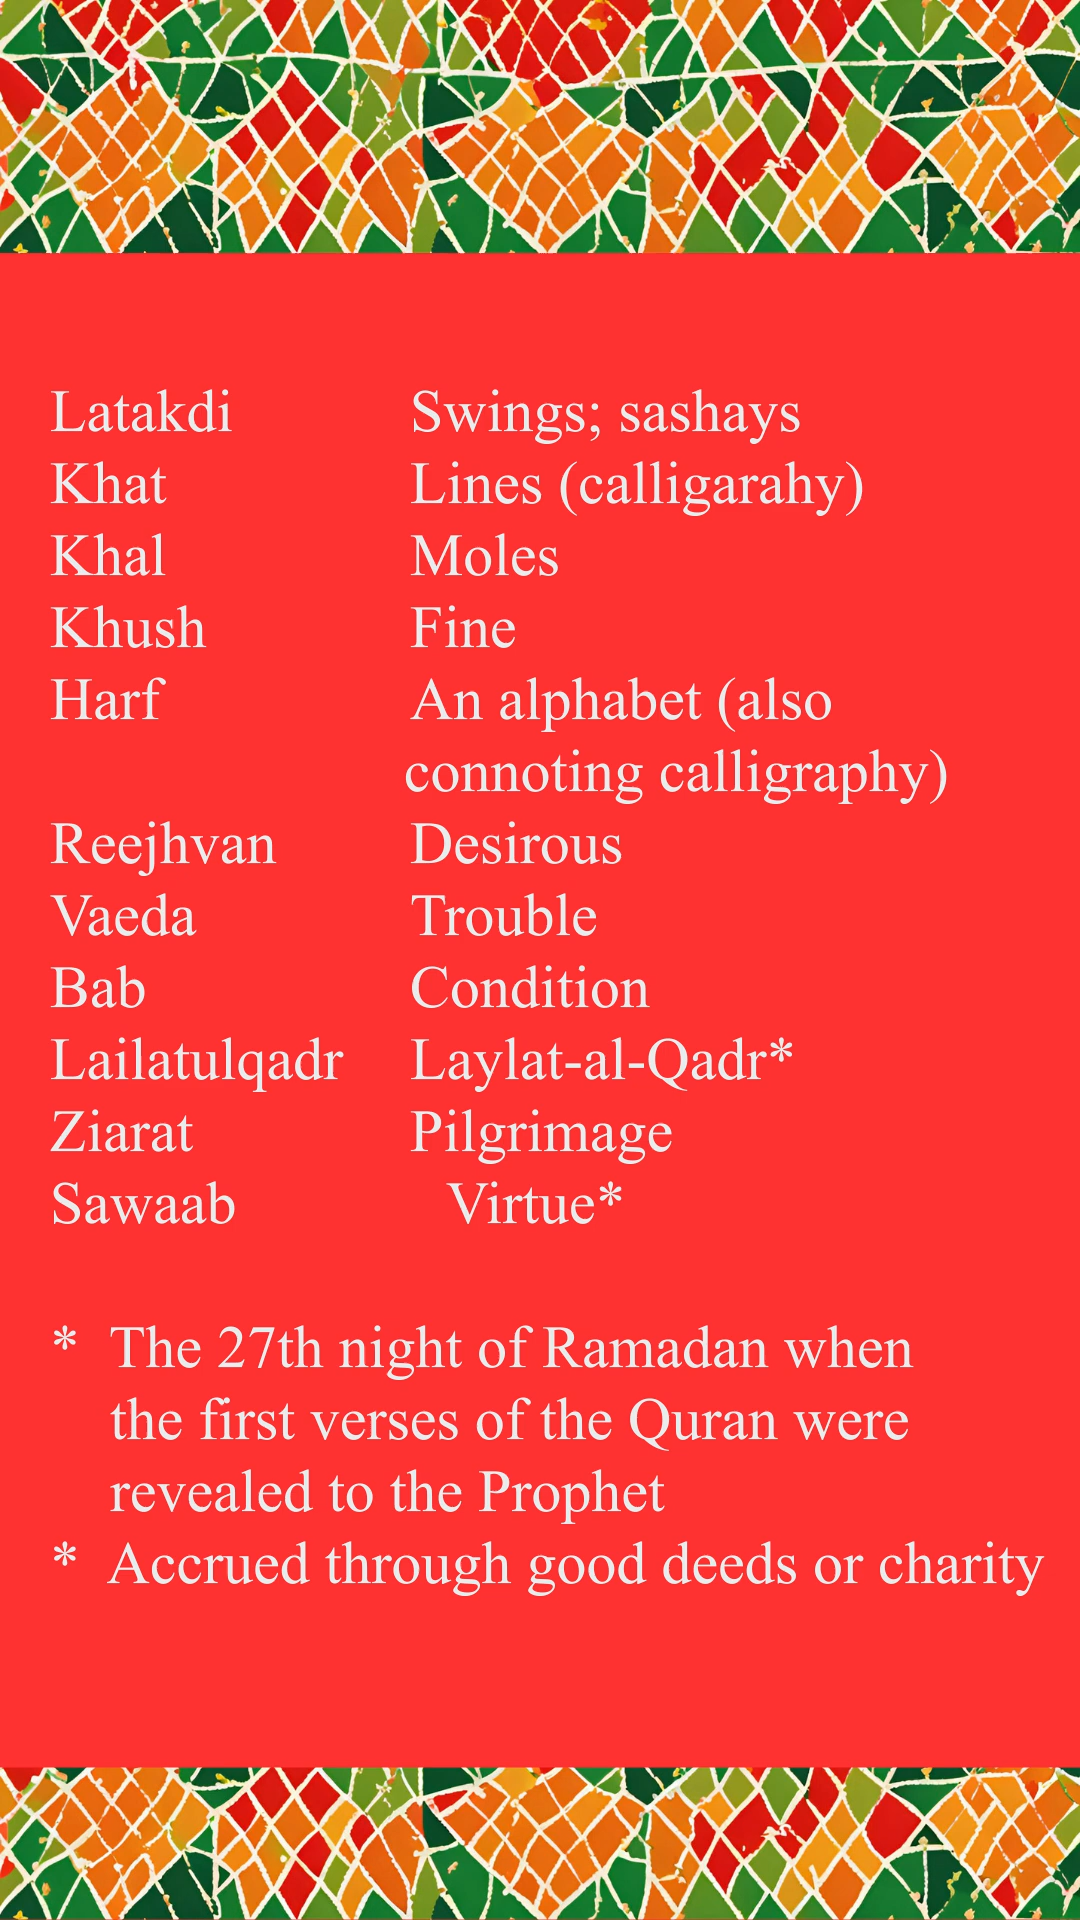 Latakdi Swings; sashays
Khat Lines (calligarahy)
Khal Moles
Khush Fine
Harf An alphabet (also
connoting calligraphy)
Reejhvan Desirous
Vaeda Trouble
Bab Condition
Lailatulqadr Laylat-al-Qadr*
Ziarat Pilgrimage
Sawaab Virtue*
* The 27th night of Ramadan when
the first verses of the Quran were
revealed to the Prophet
* Accrued through good deeds or charity